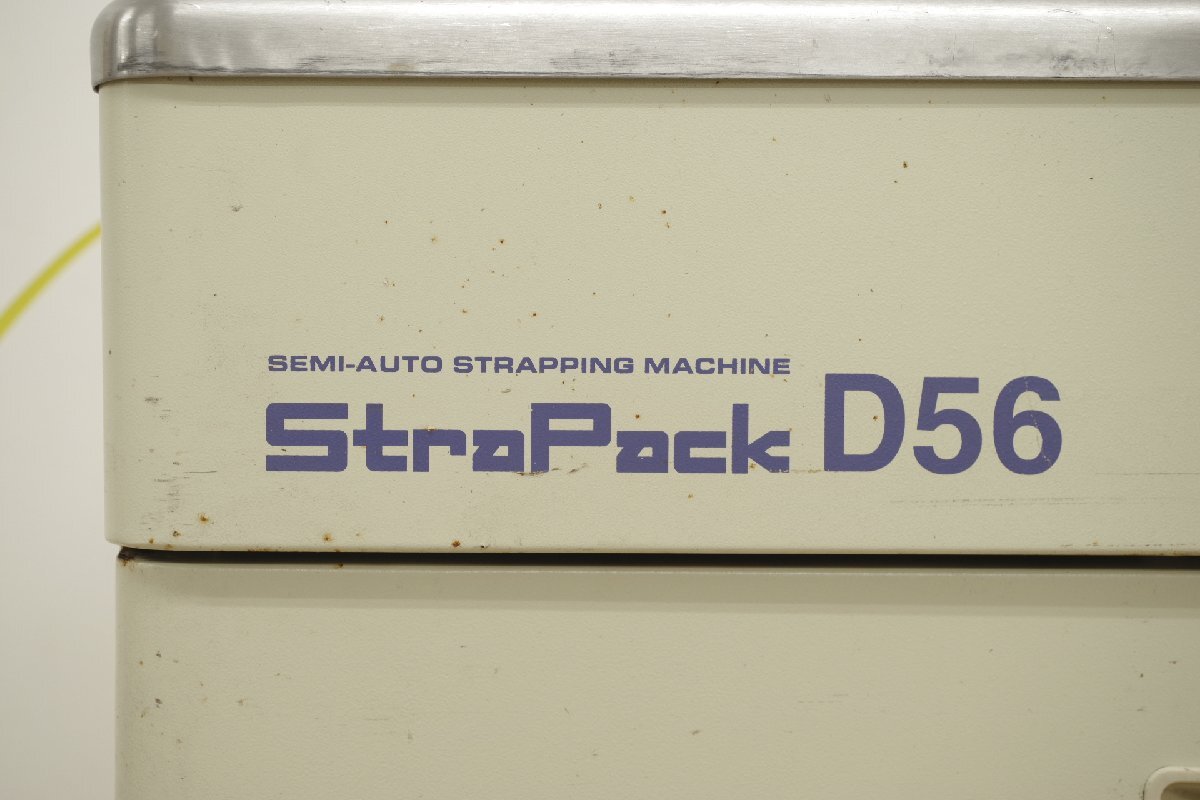 SEMI-AUTO STRAPPING MACHINE
StraPack D56